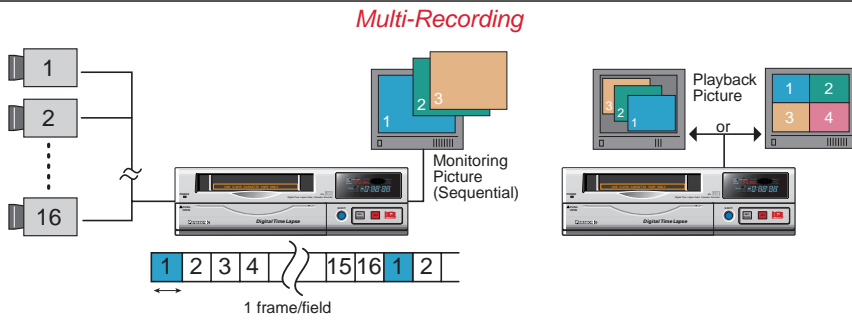 Multi-Recording
1
2
16
1
2
3
Monitoring
Picture
(Sequential)
Digital Time Lapse
1 2 3 4 15 16 1 2
1 frame/field
3
2
1
Playback
Picture
or
1 2
3 4
Digital Time Lapse